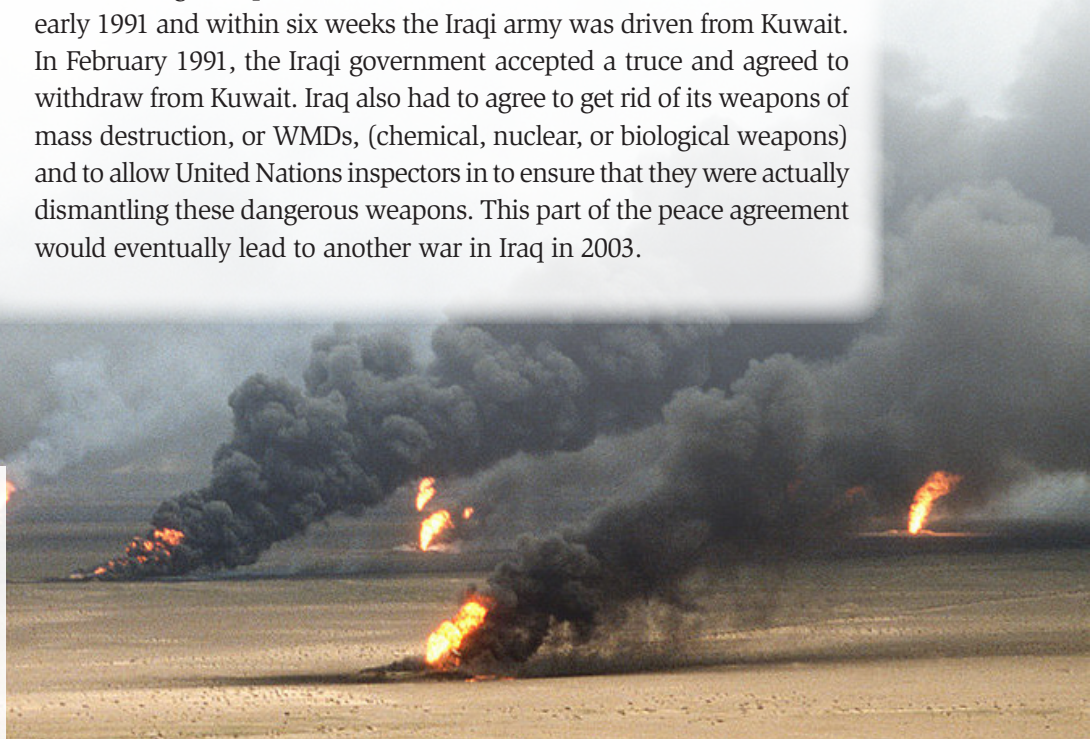 early 1991 and within six weeks the Iraqi army was driven from Kuwait.
In February 1991, the Iraqi government accepted a truce and agreed to
withdraw from Kuwait. Iraq also had to agree to get rid of its weapons of
mass destruction, or WMDs, (chemical, nuclear, or biological weapons)
and to allow United Nations inspectors in to ensure that they were actually
dismantling these dangerous weapons. This part of the peace agreement
would eventually lead to another war in Iraq in 2003.